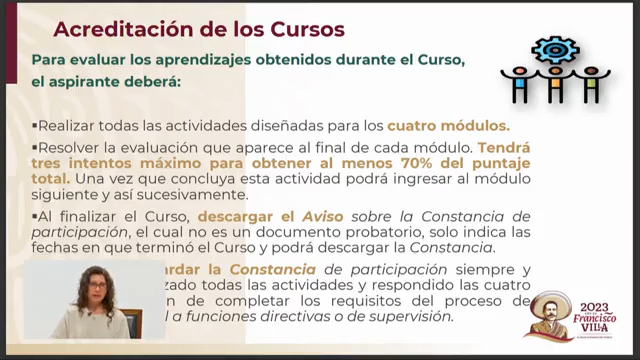 Acreditación de los Cursos
Para evaluar los aprendizajes obtenidos durante el Curso,
el aspirante deberá:
▪Realizar todas las actividades diseñadas para los cuatro módulos.
▪Resolver la evaluación que aparece al final de cada módulo. Tendrá
tres intentos máximo para obtener al menos 70% del puntaje
total. Una vez que concluya esta actividad podrá ingresar al módulo
siguiente y así sucesivamente.
▪Al finalizar el Curso, descargar el Aviso sobre la Constancia de
participación, el cual no es un documento probatorio, solo indica las
fechas en que terminó el Curso y podrá descargar la Constancia.
la Constancia de participación siempre y
todas las actividades y respondido las cuatro
de completar los requisitos del proceso de
a funciones directivas o de supervisión.
2023
Francisco
VILLA